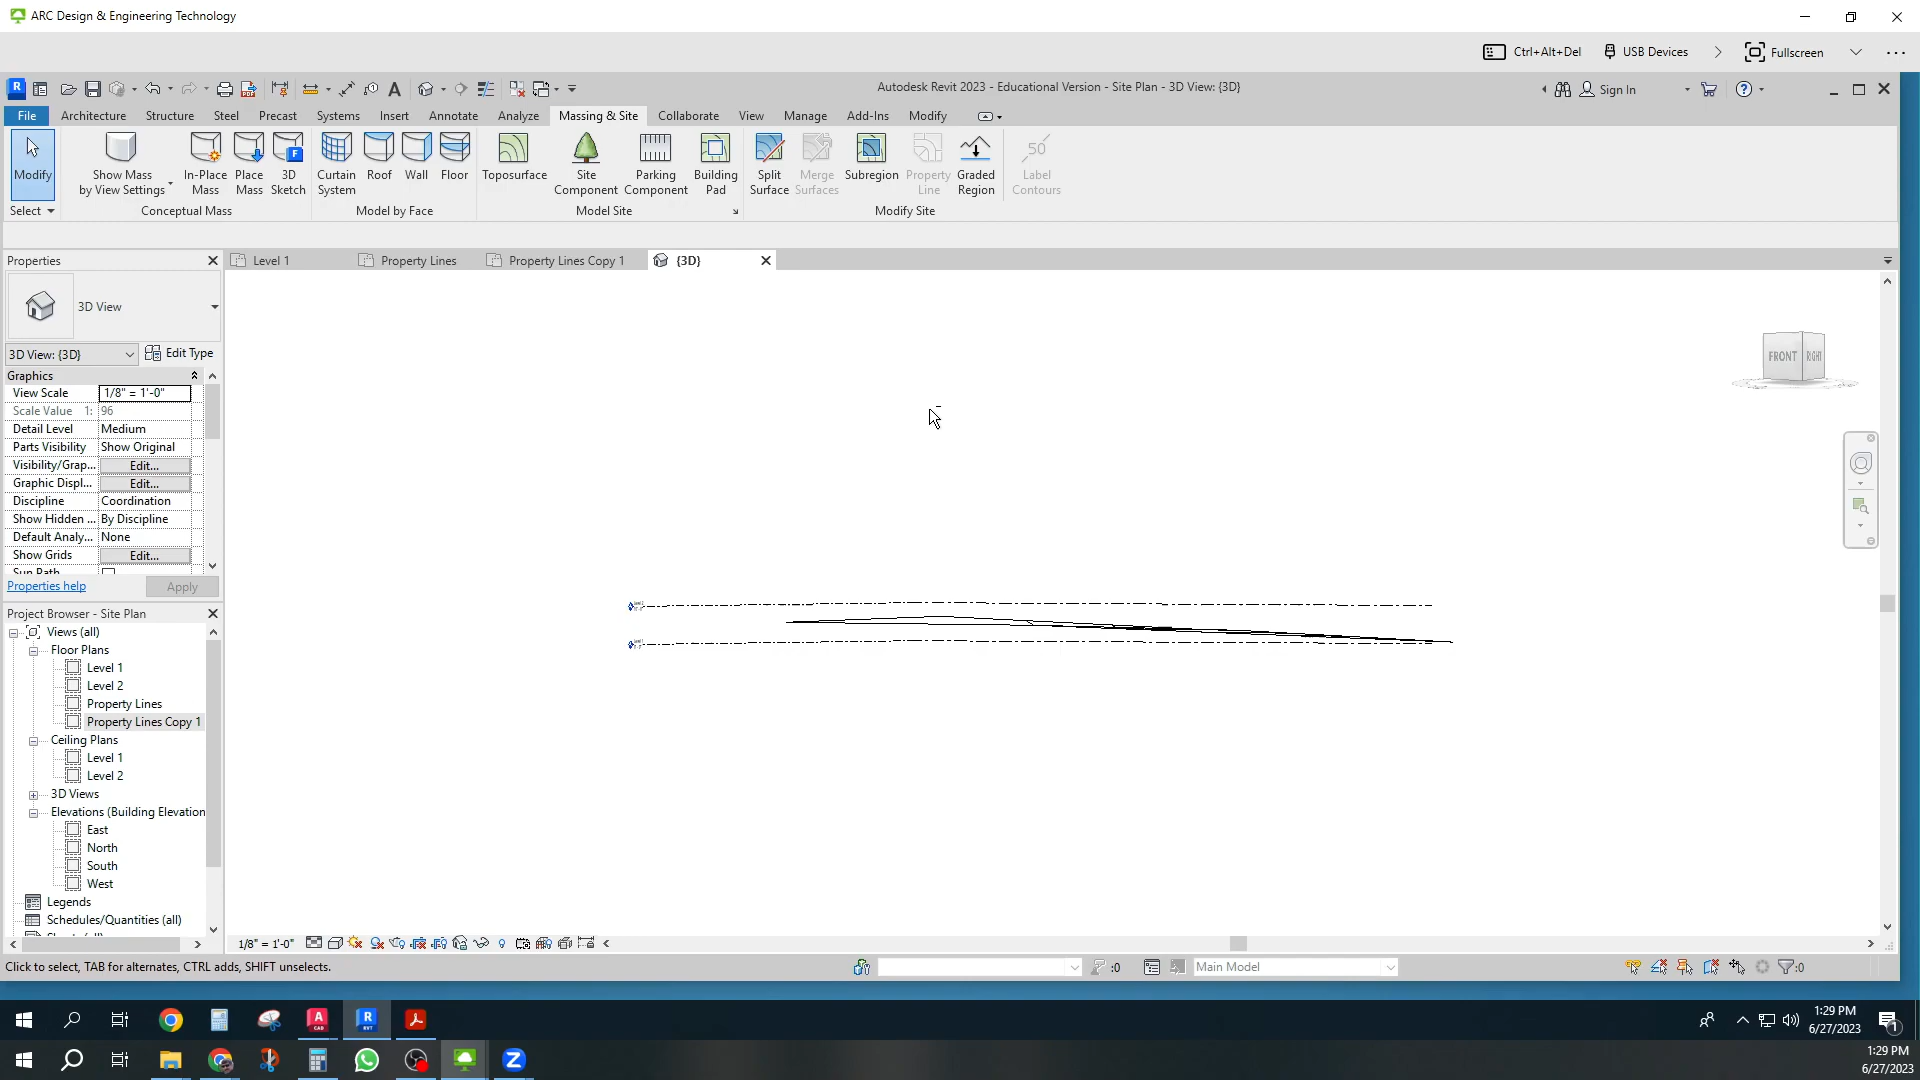 ARC Design & Engineering Technology
Ctrl+Alt+Del
USB Devices
Fullscreen
Autodesk Revit 2023 - Educational Version - Site Plan - 3D View: {3D}
Sign In
File Architecture Structure Steel Precast Systems Insert Annotate Analyze Massing & Site Collaborate View Manage Add-Ins Modify
Modify
Show Mass
by View Settings
In-Place
Mass
Place
Mass
3D
Sketch
Curtain
System
Roof
Wall
Floor
Toposurface
Site
Component
Parking
Component
Building
Pad
Split
Surface
Merge
Surfaces
Subregion
Property
Line
Graded
Region
50
Label
Contours
Select
Conceptual Mass
Model by Face
Model Site
Modify Site
Properties
Level 1
Property Lines
Property Lines Copy 1
{3D}
3D View
3D View: {3D}
Edit Type
Graphics
View Scale 1/8" = 1'-0"
Scale Value 1: 96
Detail Level Medium
Parts Visibility Show Original
Visibility/Grap... Edit...
Graphic Displ... Edit...
Discipline Coordination
Show Hidden ... By Discipline
Default Analy... None
Show Grids Edit...
Sun Path
Properties help
Apply
Project Browser - Site Plan
Views (all)
Floor Plans
Level 1
Level 2
Property Lines
Property Lines Copy 1
Ceiling Plans
Level 1
Level 2
3D Views
Elevations (Building Elevation
East
North
South
West
Legends
Schedules/Quantities (all)
FRONT
RIGHT
1/8" = 1'-0"
Click to select, TAB for alternates, CTRL adds, SHIFT unselects.
:0
Main Model
:0
1:29 PM
6/27/2023
1
1:29 PM
6/27/2023